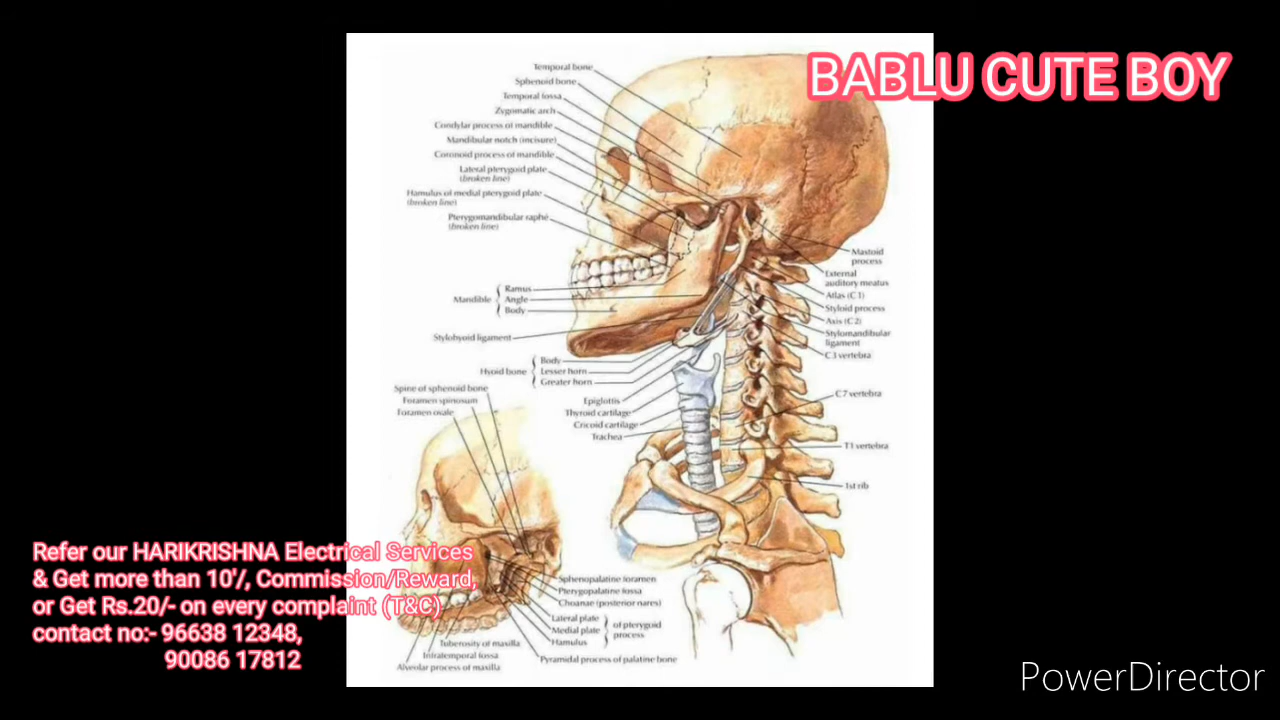 BABLU CUTE BOY
Temporal bone
Sphenoid bone
Temporal fossa
Zygomatic arch
Condylar process of mandible
Mandibular notch (incisure)
Coronoid process of mandible
Lateral pterygoid plate
(broken line)
Hamulus of medial pterygoid plate
(broken line)
Pterygomandibular raphé
(broken line)
Mandible
Ramus
Angle
Body
Stylohyoid ligament
Hyoid bone
Body
Lesser horn
Greater horn
Epiglottis
Thyroid cartilage
Cricoid cartilage
Trachea
Mastoid
process
External
auditory meatus
Atlas (C1)
Styloid process
Axis (C2)
Stylomandibular
ligament
C3 vertebra
C7 vertebra
T1 vertebra
1st rib
Spine of sphenoid bone
Foramen spinosum
Foramen ovale
Sphenopalatine foramen
Pterygopalatine fossa
Choanae (posterior nares)
Lateral plate
Medial plate
Hamulus
of pterygoid
process
Pyramidal process of palatine bone
Tuberosity of maxilla
Infratemporal fossa
Alveolar process of maxilla
Refer our HARIKRISHNA Electrical Services
& Get more than 10'/, Commission/Reward,
or Get Rs.20/- on every complaint (T&C)
contact no:- 96638 12348,
90086 17812
PowerDirector